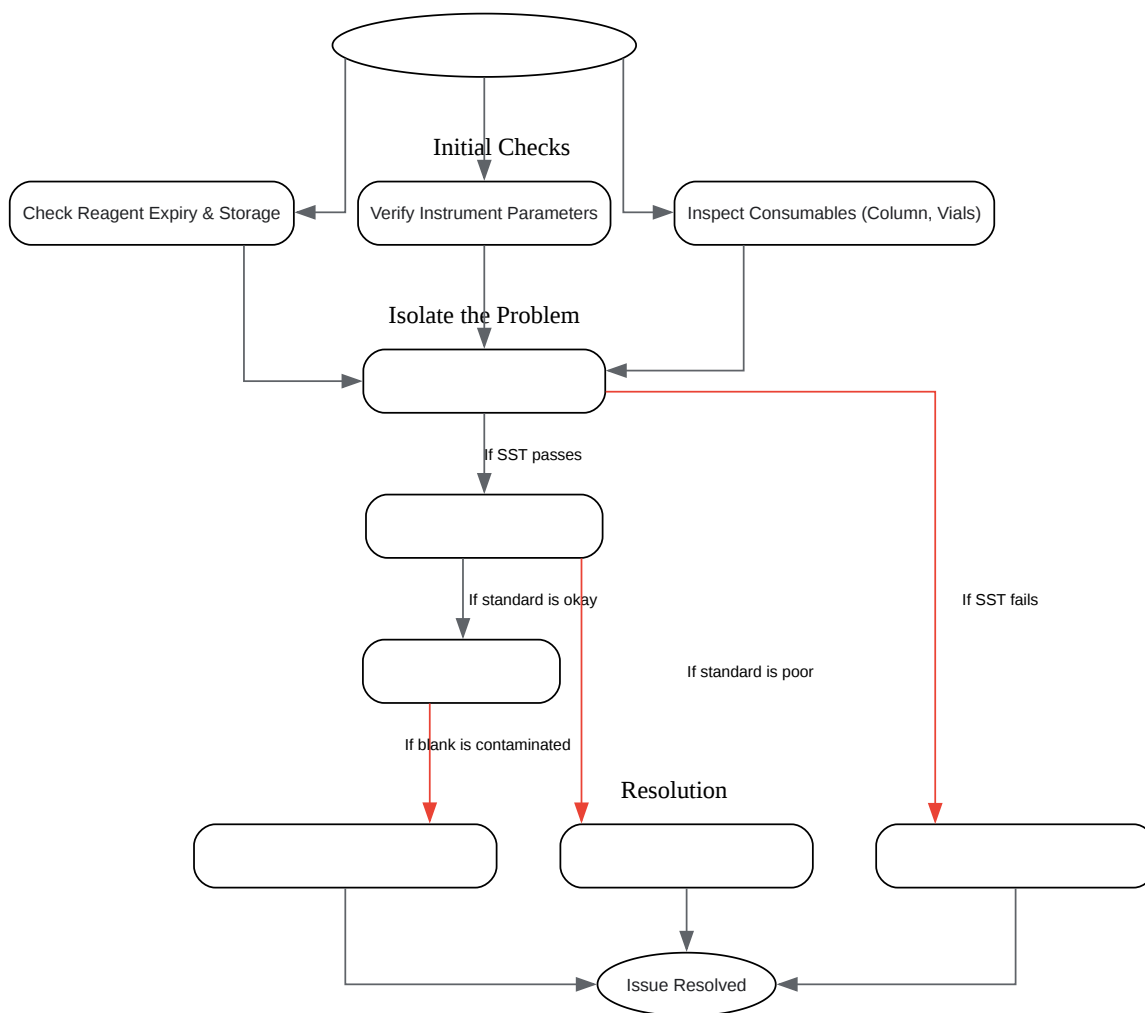 Initial Checks
Check Reagent Expiry & Storage
Verify Instrument Parameters
Inspect Consumables (Column, Vials)
Isolate the Problem
If SST passes
If standard is okay
If SST fails
If standard is poor
If blank is contaminated
Resolution
Issue Resolved